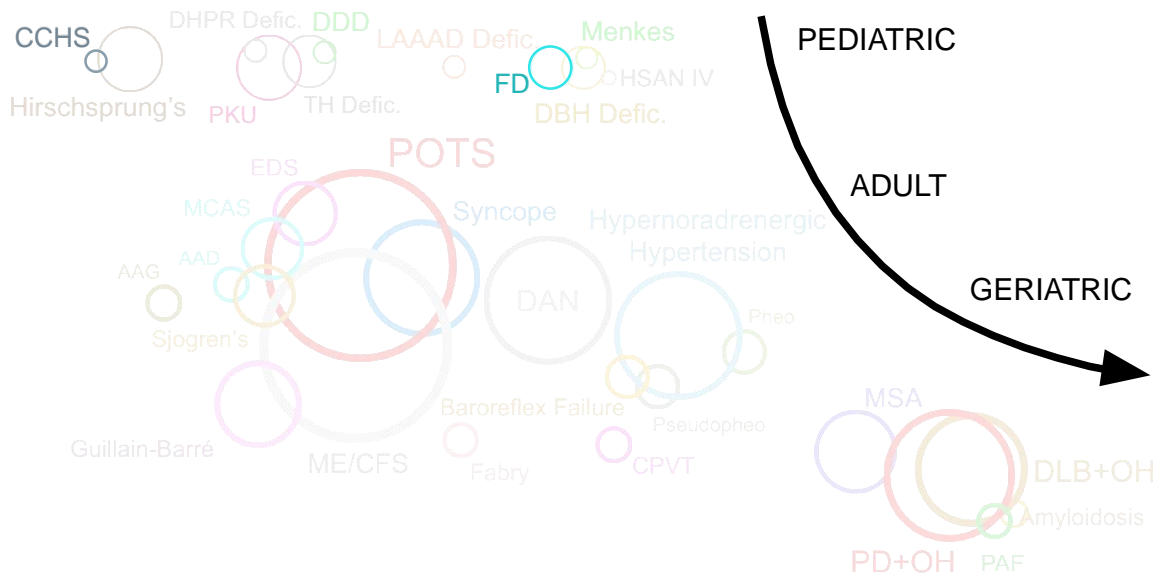 CCHS
DHPR Defic.
DDD
LAAAD Defic
Menkes
PEDIATRIC
FD
HSAN IV
Hirschsprung's
PKU
TH Defic.
DBH Defic.
POTS
EDS
ADULT
MCAS
Syncope
Hypernoradrenergic
Hypertension
AAD
AAG
GERIATRIC
DAN
Pheo
Sjogren's
MSA
Baroreflex Failure
Pseudopheo
Guillain-Barré
ME/CFS
Fabry
CPVT
DLB+OH
Amyloidosis
PD+OH
PAF